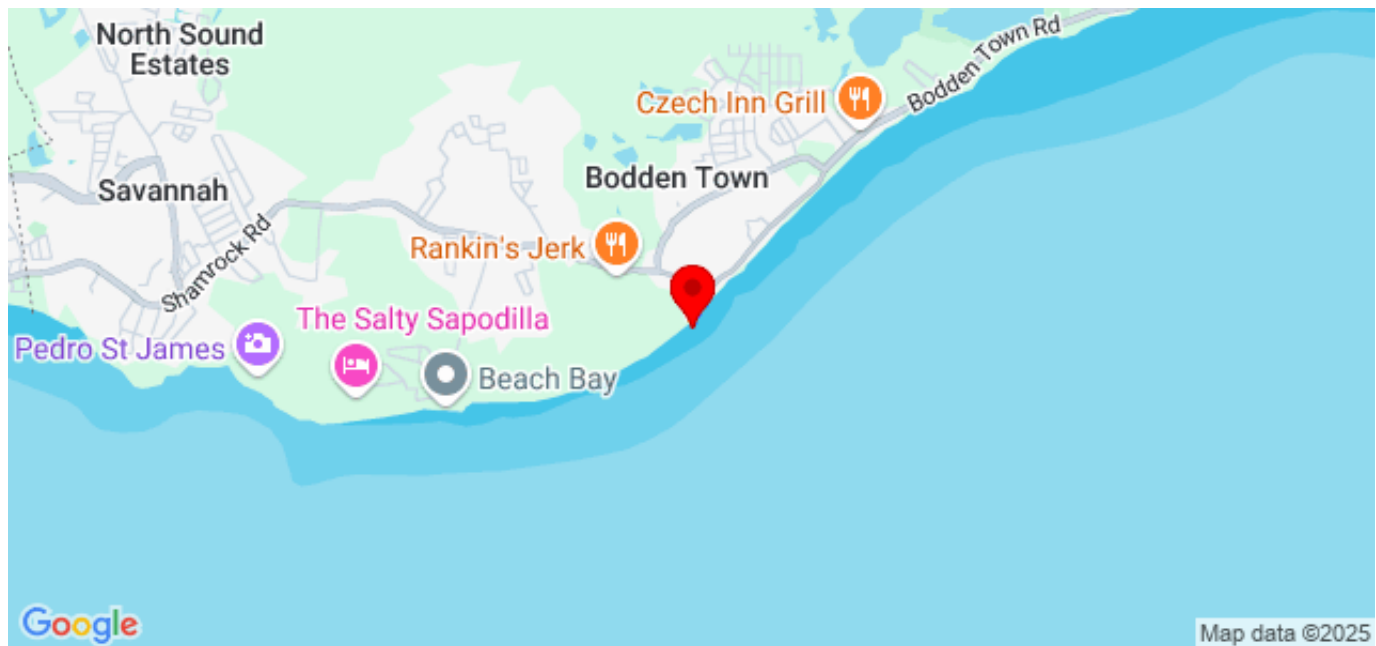 North Sound
Estates
Bodden Town Rd
Czech Inn Grill
Bodden Town
Savannah
Rankin's Jerk
Shamrock Rd
The Salty Sapodilla
Pedro St James
Beach Bay
Google
Map data ©2025